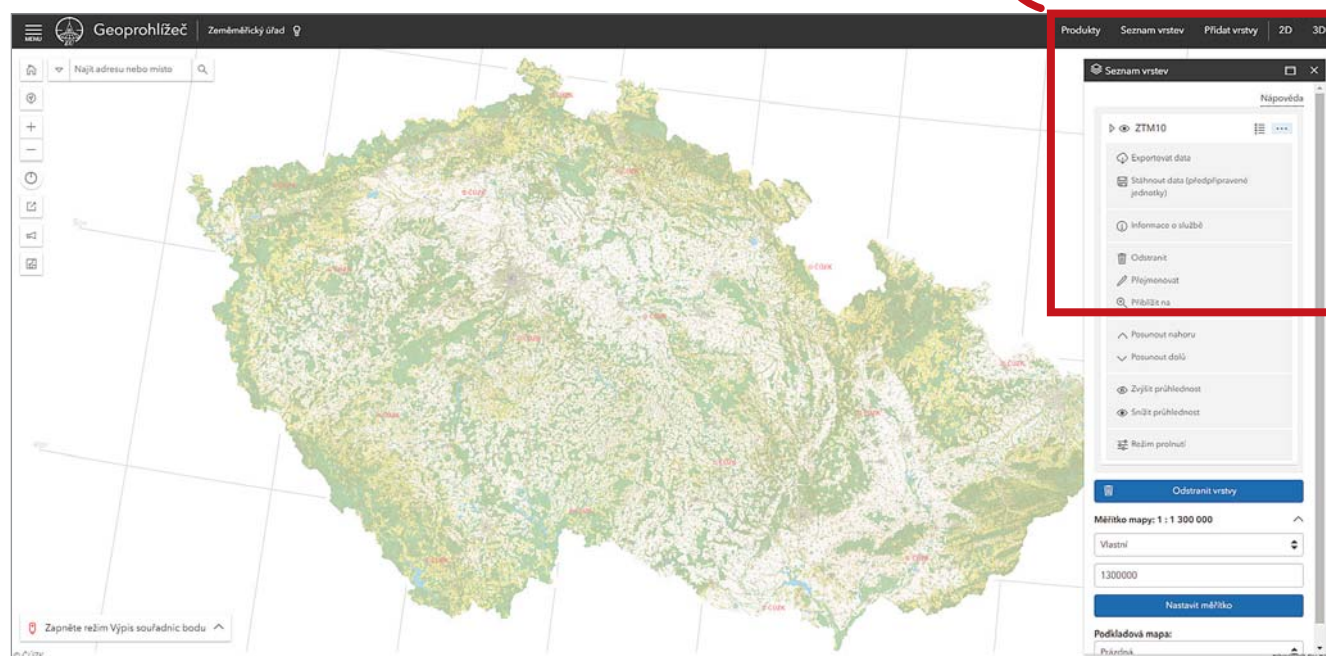 MENU
Geoprohlížeč
Zeměměřický úřad
Produkty
Seznam vrstev
Přidat vrstvy
2D
3D
Najít adresu nebo místo
Seznam vrstev
Nápověda
ZTM10
Exportovat data
Stáhnout data (předpřipravené
jednotky)
Informace o službě
Odstranit
Přejmenovat
Přiblížit na
Posunout nahoru
Posunout dolů
Zvýšit průhlednost
Snížit průhlednost
Režim prolnutí
Odstranit vrstvy
Měřítko mapy: 1 : 1 300 000
Vlastní
1300000
Nastavit měřítko
Podkladová mapa:
Prázdná
Zapněte režim Výpis souřadnic bodu
© ČÚZK